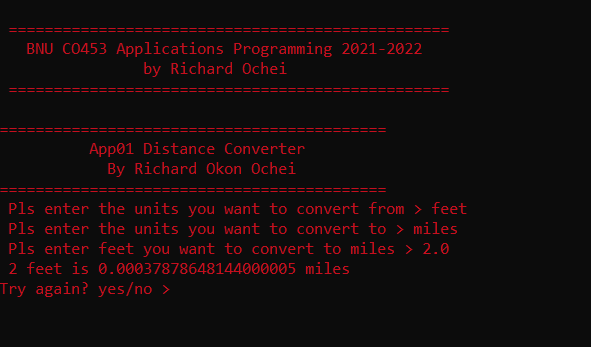 =================================================
BNU CO453 Applications Programming 2021-2022
by Richard Ochei
=================================================
===========================================
App01 Distance Converter
By Richard Okon Ochei
===========================================
Pls enter the units you want to convert from > feet
Pls enter the units you want to convert to > miles
Pls enter feet you want to convert to miles > 2.0
2 feet is 0.00037878648144000005 miles
Try again? yes/no >